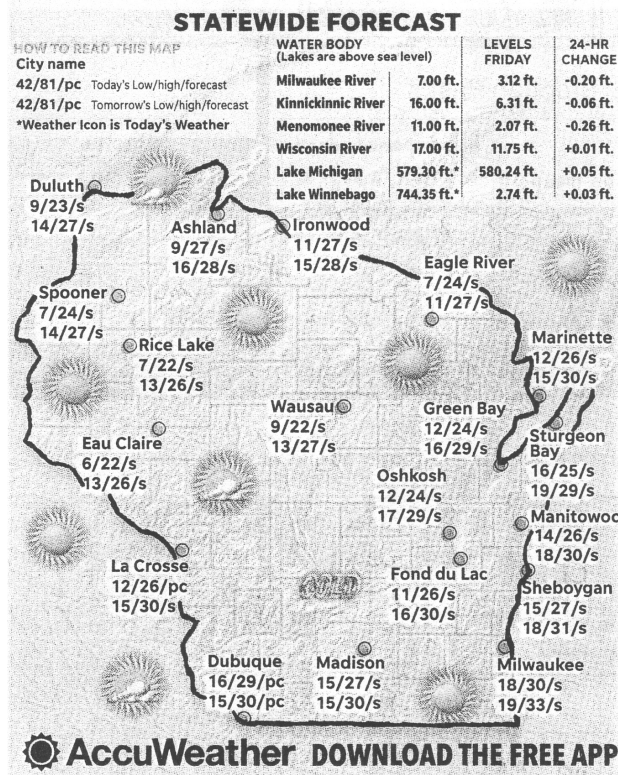 STATEWIDE FORECAST
HOW TO READ THIS MAP
City name
42/81/pc Today's Low/high/forecast
42/81/pc Tomorrow's Low/high/forecast
*Weather Icon is Today's Weather
WATER BODY LEVELS 24-HR
(Lakes are above sea level) FRIDAY CHANGE
Milwaukee River 7.00 ft. 3.12 ft. -0.20 ft.
Kinnickinnic River 16.00 ft. 6.31 ft. -0.06 ft.
Menomonee River 11.00 ft. 2.07 ft. -0.26 ft.
Wisconsin River 17.00 ft. 11.75 ft. +0.01 ft.
Lake Michigan 579.30 ft.* 580.24 ft. +0.05 ft.
Lake Winnebago 744.35 ft.* 2.74 ft. +0.03 ft.
Duluth
9/23/s
14/27/s
Ashland
9/27/s
16/28/s
Ironwood
11/27/s
15/28/s
Eagle River
7/24/s
11/27/s
Spooner
7/24/s
14/27/s
Rice Lake
7/22/s
13/26/s
Marinette
12/26/s
15/30/s
Wausau
9/22/s
13/27/s
Green Bay
12/24/s
16/29/s
Eau Claire
6/22/s
13/26/s
Sturgeon
Bay
16/25/s
19/29/s
Oshkosh
12/24/s
17/29/s
Manitowoc
14/26/s
18/30/s
La Crosse
12/26/pc
15/30/s
Fond du Lac
11/26/s
16/30/s
COLD
Sheboygan
15/27/s
18/31/s
Dubuque
16/29/pc
15/30/pc
Madison
15/27/s
15/30/s
Milwaukee
18/30/s
19/33/s
AccuWeather DOWNLOAD THE FREE APP